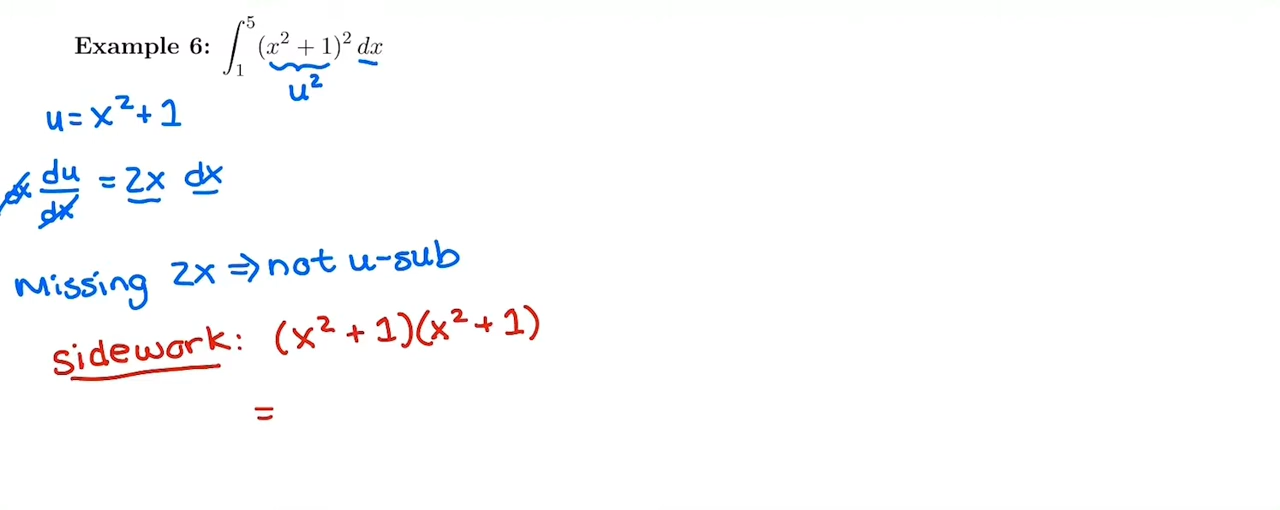 Example 6: ∫₁⁵ (x² + 1)² dx
u²
u = x² + 1
dx du/dx = 2x dx
Missing 2x ⇒ not u-sub
sidework: (x² + 1)(x² + 1)
=